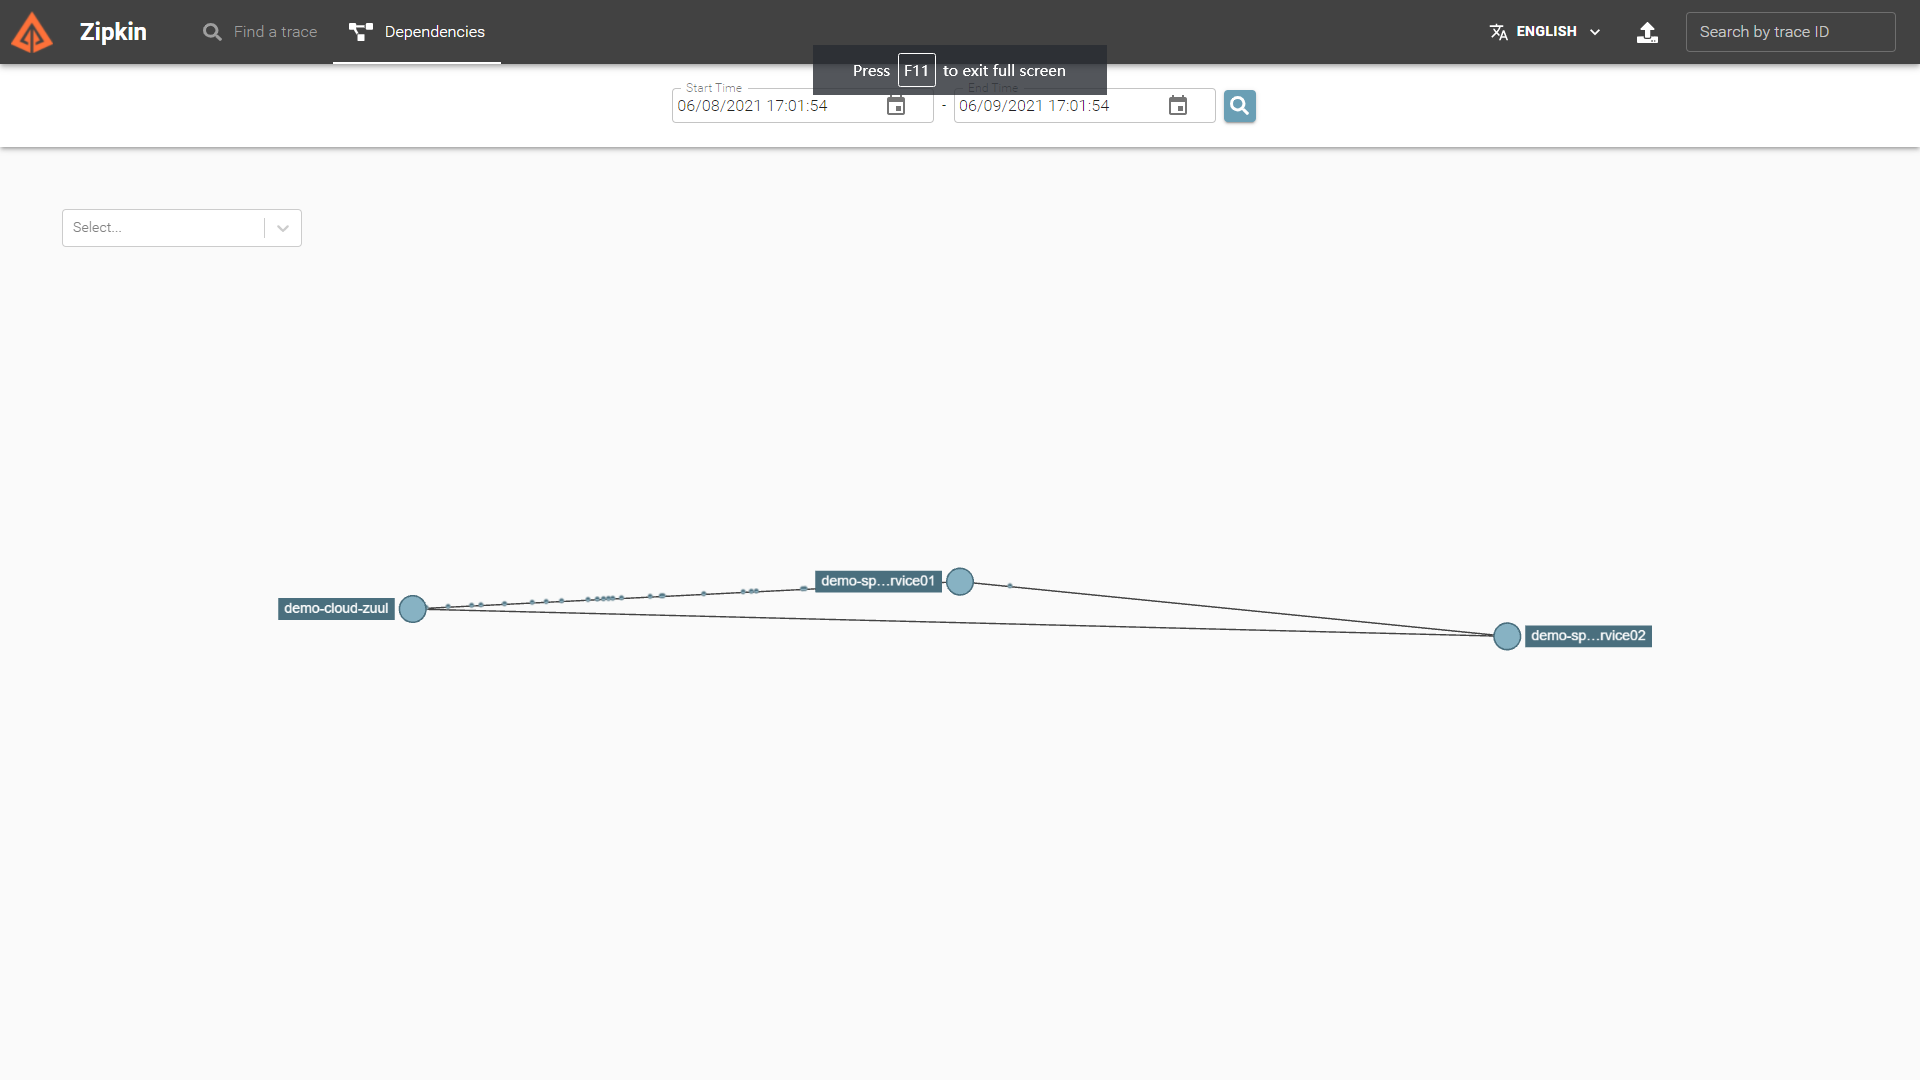 Zipkin
Find a trace
Dependencies
ENGLISH
Search by trace ID
Press F11 to exit full screen
Start Time
06/08/2021 17:01:54
-
End Time
06/09/2021 17:01:54
Select...
demo-sp...rvice01
demo-cloud-zuul
demo-sp...rvice02